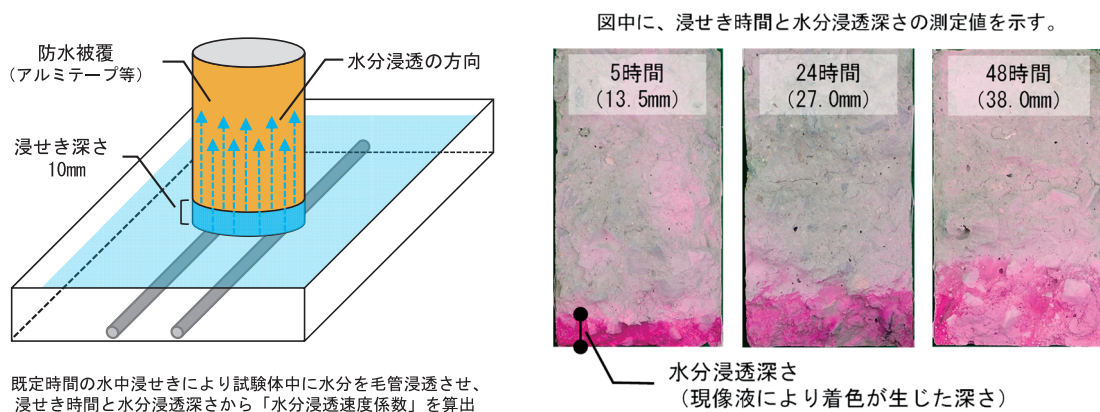 防水被覆
(アルミテープ等)
水分浸透の方向
浸せき深さ
10mm
既定時間の水中浸せきにより試験体中に水分を毛管浸透させ、
浸せき時間と水分浸透深さから「水分浸透速度係数」を算出
図中に、浸せき時間と水分浸透深さの測定値を示す。
5時間
(13.5mm)
24時間
(27.0mm)
48時間
(38.0mm)
水分浸透深さ
(現像液により着色が生じた深さ)